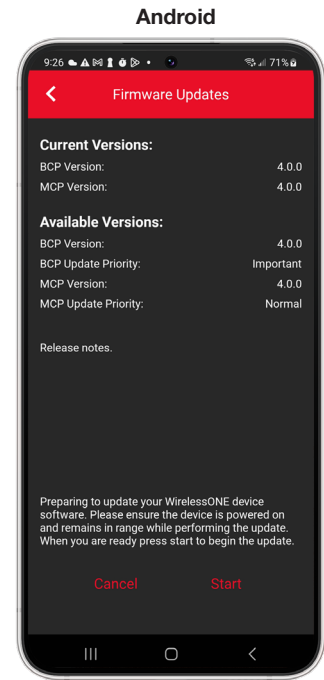 Android
9:26
71%
Firmware Updates
Current Versions:
BCP Version: 4.0.0
MCP Version: 4.0.0
Available Versions:
BCP Version: 4.0.0
BCP Update Priority: Important
MCP Version: 4.0.0
MCP Update Priority: Normal
Release notes.
Preparing to update your WirelessONE device
software. Please ensure the device is powered on
and remains in range while performing the update.
When you are ready press start to begin the update.
Cancel Start